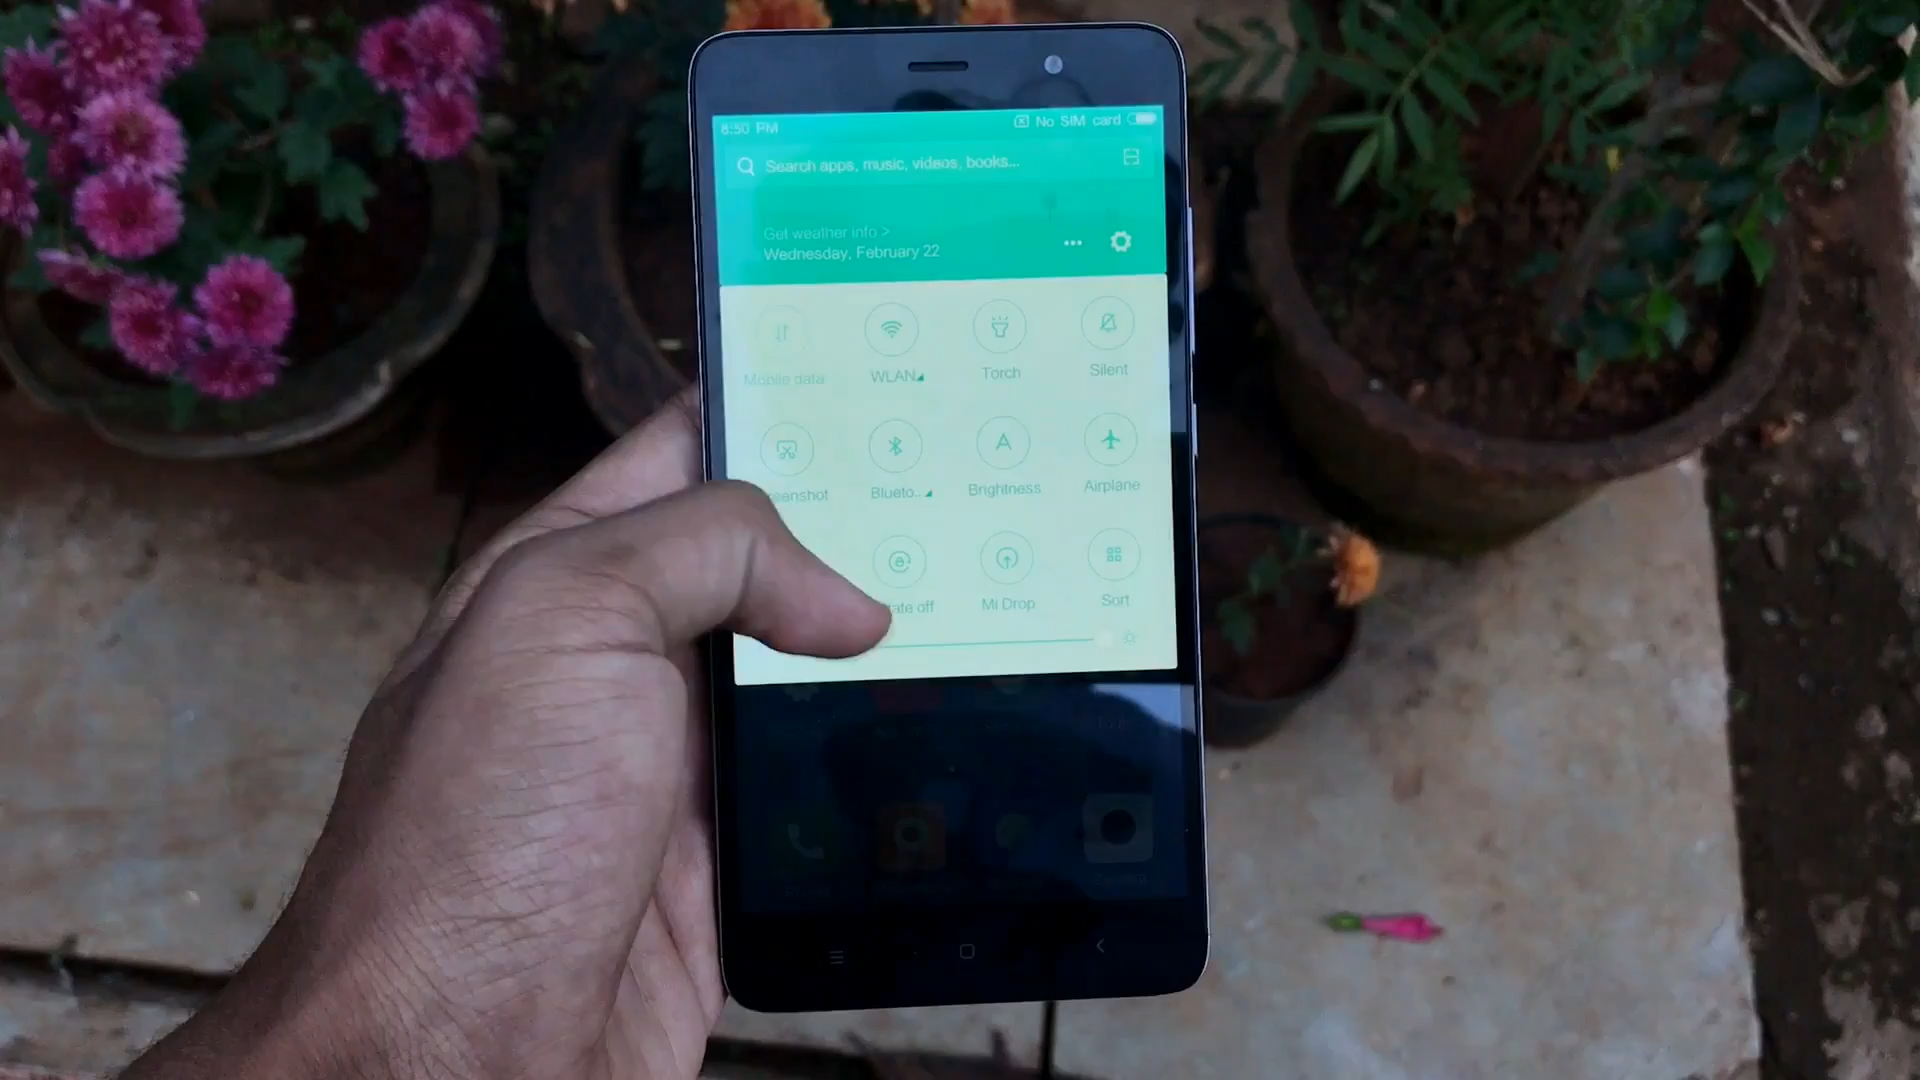 8:50 PM No SIM card
Search apps, music, videos, books...
Get weather info >
Wednesday, February 22
Mobile data WLAN Torch Silent
eenshot Blueto.. Brightness Airplane
ate off Mi Drop Sort